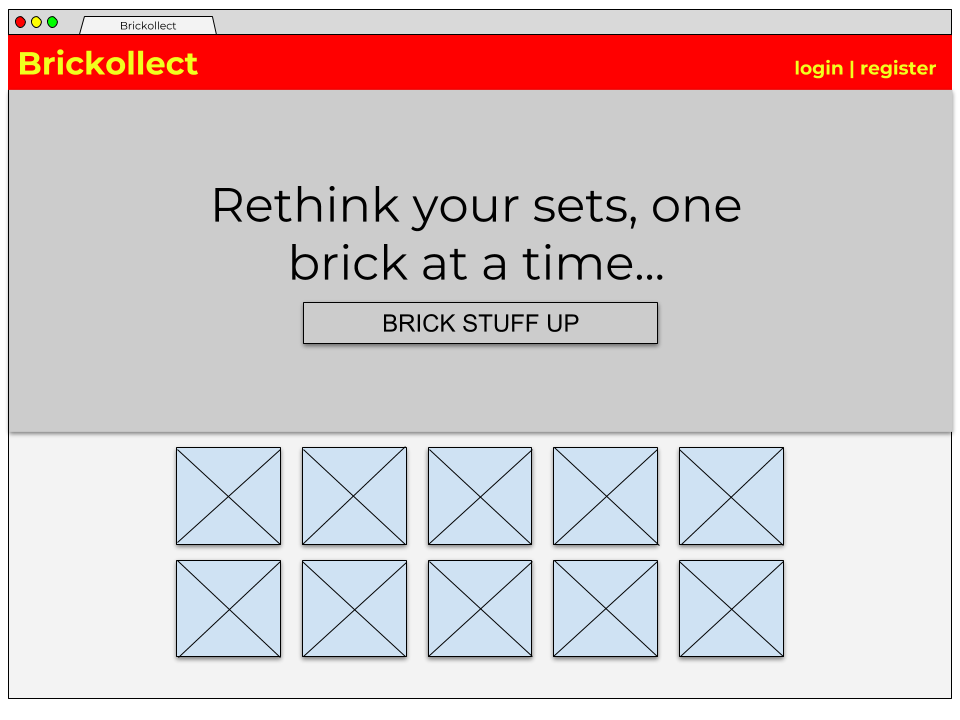 Brickollect
Brickollect
login | register
Rethink your sets, one
brick at a time...
BRICK STUFF UP